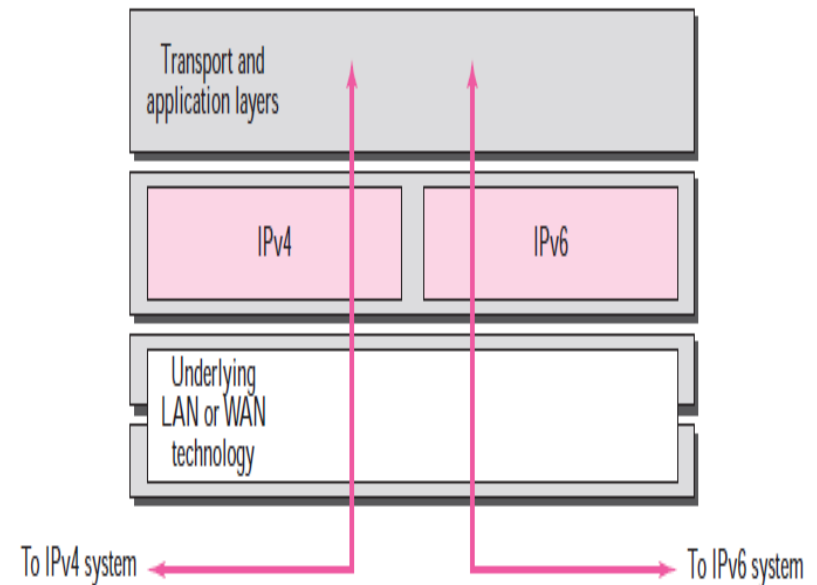 Transport and
application layers
IPv4
IPv6
Underlying
LAN or WAN
technology
To IPv4 system
To IPv6 system